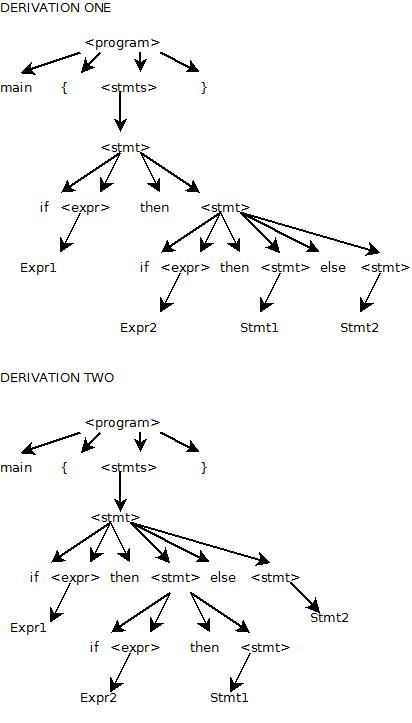 DERIVATION ONE
<program>
main { <stmts> }
<stmt>
if <expr> then <stmt>
Expr1 if <expr> then <stmt> else <stmt>
Expr2 Stmt1 Stmt2
DERIVATION TWO
<program>
main { <stmts> }
<stmt>
if <expr> then <stmt> else <stmt>
Stmt2
Expr1
if <expr> then <stmt>
Expr2 Stmt1